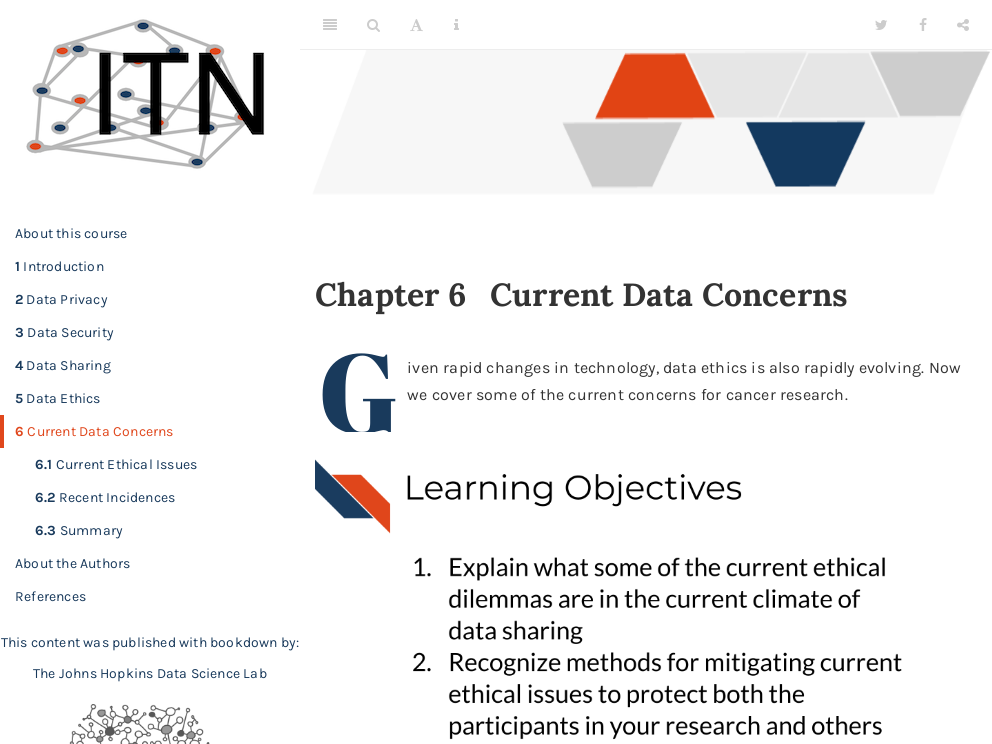 ITN
About this course
1 Introduction
2 Data Privacy
3 Data Security
4 Data Sharing
5 Data Ethics
6 Current Data Concerns
6.1 Current Ethical Issues
6.2 Recent Incidences
6.3 Summary
About the Authors
References
This content was published with bookdown by:
The Johns Hopkins Data Science Lab
Chapter 6 Current Data Concerns
Given rapid changes in technology, data ethics is also rapidly evolving. Now
we cover some of the current concerns for cancer research.
Learning Objectives
1. Explain what some of the current ethical
dilemmas are in the current climate of
data sharing
2. Recognize methods for mitigating current
ethical issues to protect both the
participants in your research and others